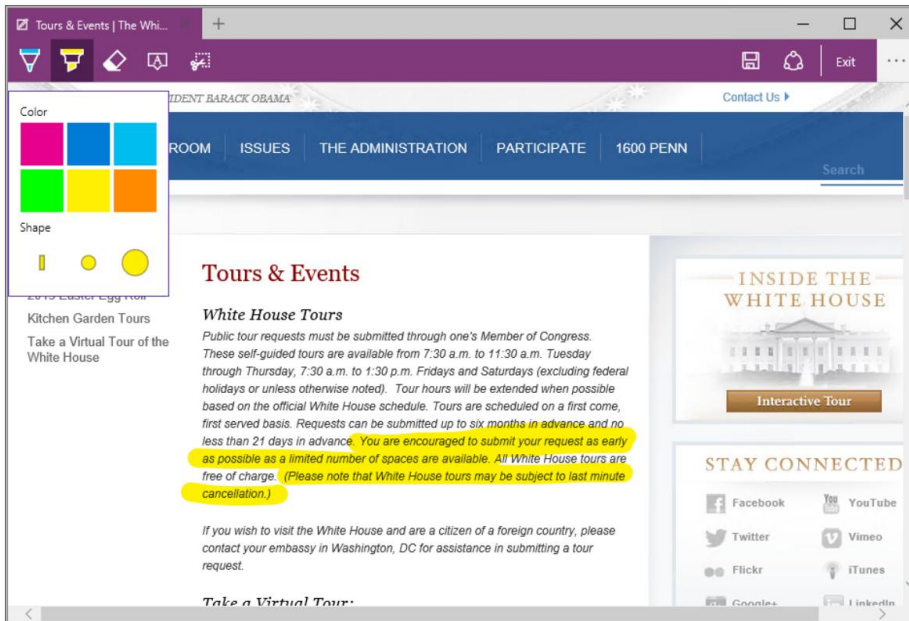 Tours & Events | The Whi...
Exit
Color
Shape
IDENT BARACK OBAMA
Contact Us
ROOM ISSUES THE ADMINISTRATION PARTICIPATE 1600 PENN
Search
2015 Easter Egg Roll
Kitchen Garden Tours
Take a Virtual Tour of the
White House
Tours & Events
White House Tours
Public tour requests must be submitted through one's Member of Congress.
These self-guided tours are available from 7:30 a.m. to 11:30 a.m. Tuesday
through Thursday, 7:30 a.m. to 1:30 p.m. Fridays and Saturdays (excluding federal
holidays or unless otherwise noted). Tour hours will be extended when possible
based on the official White House schedule. Tours are scheduled on a first come,
first served basis. Requests can be submitted up to six months in advance and no
less than 21 days in advance. You are encouraged to submit your request as early
as possible as a limited number of spaces are available. All White House tours are
free of charge. (Please note that White House tours may be subject to last minute
cancellation.)
If you wish to visit the White House and are a citizen of a foreign country, please
contact your embassy in Washington, DC for assistance in submitting a tour
request.
Take a Virtual Tour:
INSIDE THE
WHITE HOUSE
Interactive Tour
STAY CONNECTED
Facebook YouTube
Twitter Vimeo
Flickr iTunes
Google+ LinkedIn